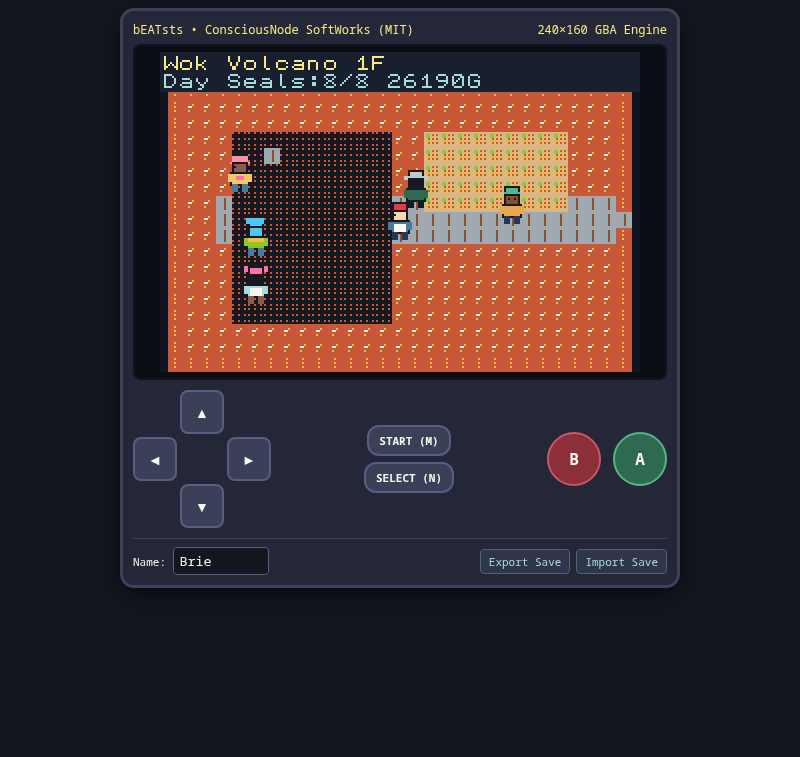 bEATsts • ConsciousNode SoftWorks (MIT) 240×160 GBA Engine
Wok Volcano 1F
Day Seals:8/8 26190G
▲
◄ ►
▼
START (M)
SELECT (N)
B A
Name: Brie Export Save Import Save